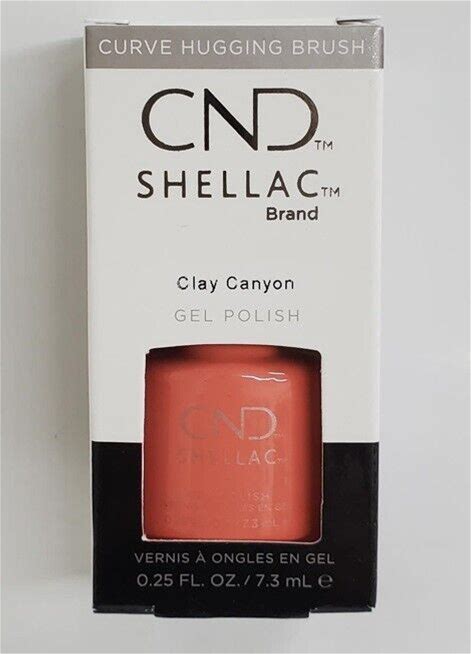 CURVE HUGGING BRUSH
CND™
SHELLAC™
Brand
Clay Canyon
GEL POLISH
CND
SHELLAC
VERNIS À ONGLES EN GEL
0.25 FL. OZ. / 7.3 mL ℮